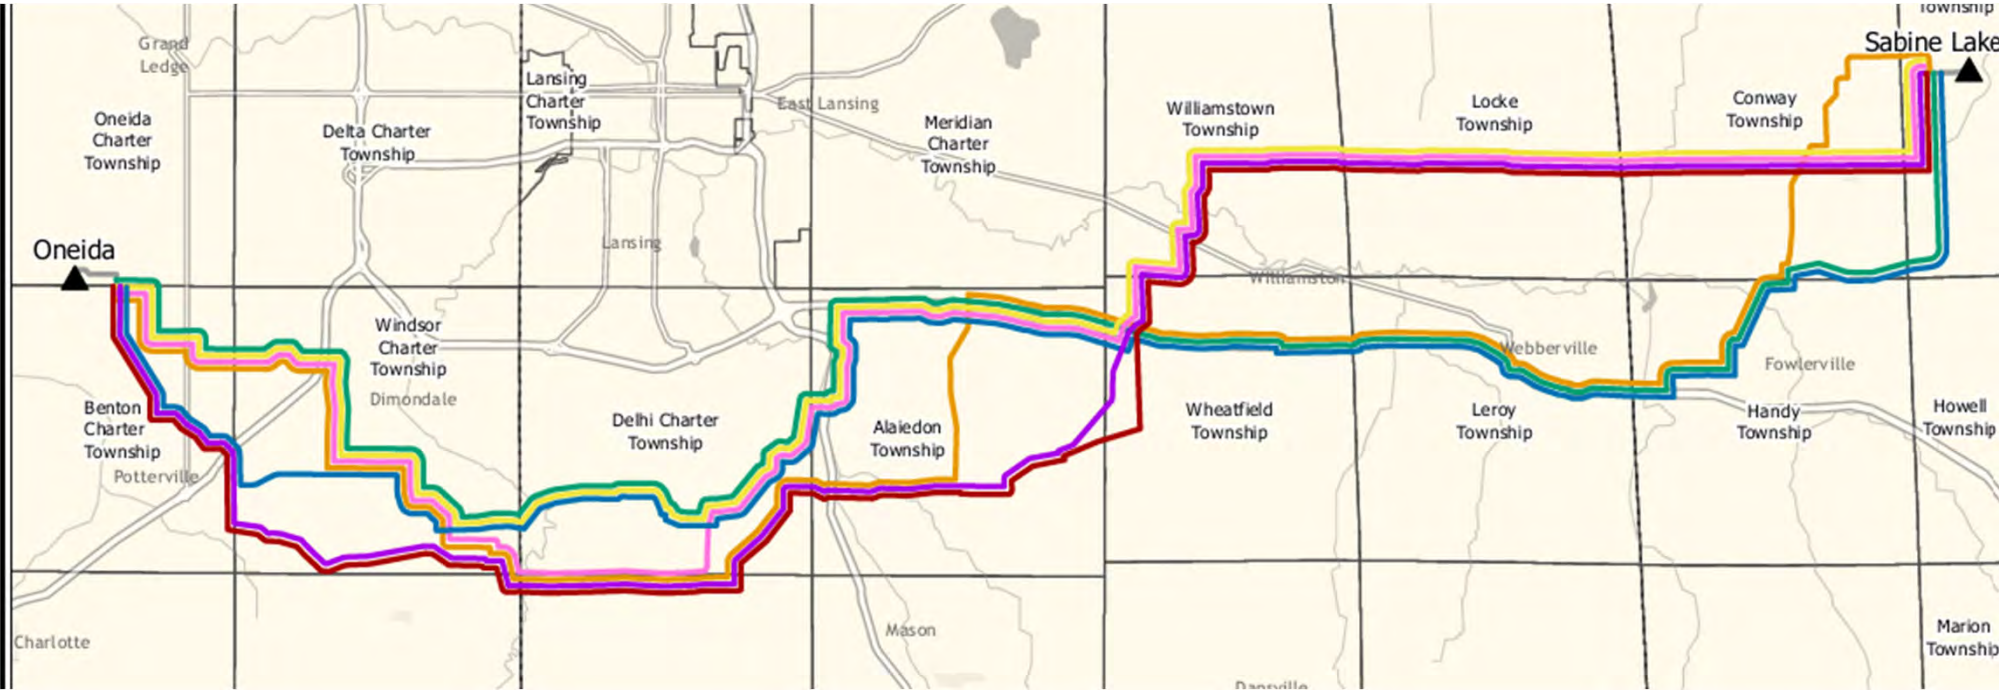 Township
Sabine Lake
Grand
Ledge
Lansing
Charter
Township
East Lansing
Oneida
Charter
Township
Delta Charter
Township
Meridian
Charter
Township
Williamstown
Township
Locke
Township
Conway
Township
Lansing
Oneida
Williamston
Windsor
Charter
Township
Dimondale
Webberville
Fowlerville
Benton
Charter
Township
Potterville
Delhi Charter
Township
Alaiedon
Township
Wheatfield
Township
Leroy
Township
Handy
Township
Howell
Township
Charlotte
Mason
Marion
Township
Dansville